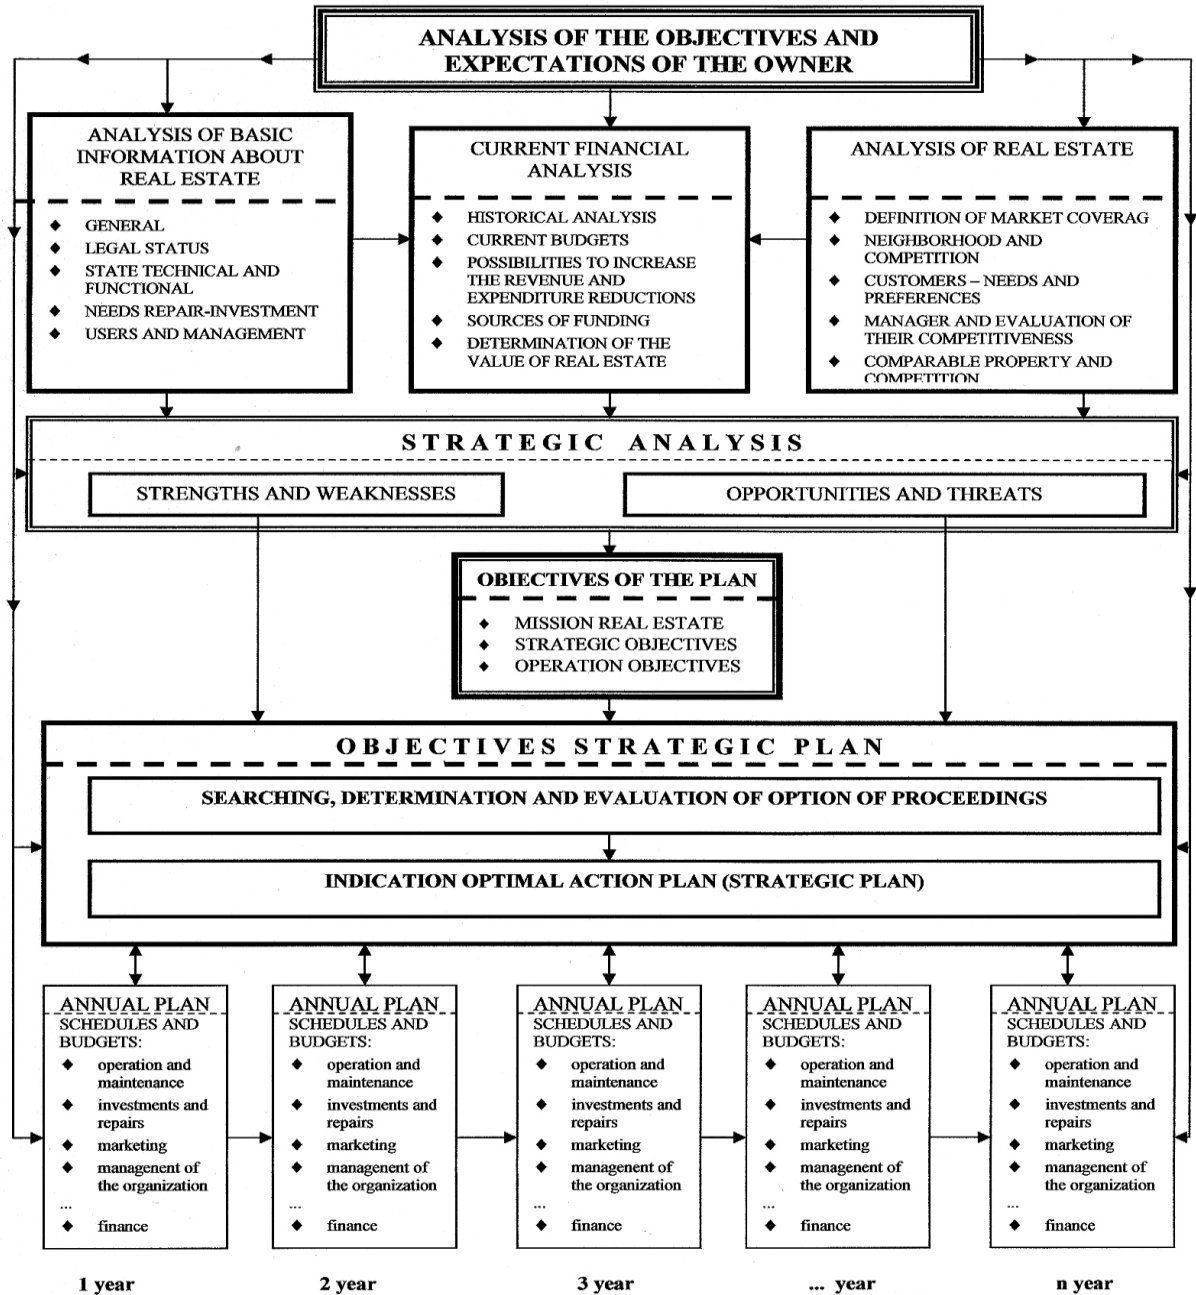 ANALYSIS OF THE OBJECTIVES AND
EXPECTATIONS OF THE OWNER
ANALYSIS OF BASIC
INFORMATION ABOUT
REAL ESTATE
GENERAL
LEGAL STATUS
STATE TECHNICAL AND
FUNCTIONAL
NEEDS REPAIR-INVESTMENT
USERS AND MANAGEMENT
CURRENT FINANCIAL
ANALYSIS
HISTORICAL ANALYSIS
CURRENT BUDGETS
POSSIBILITIES TO INCREASE
THE REVENUE AND
EXPENDITURE REDUCTIONS
SOURCES OF FUNDING
DETERMINATION OF THE
VALUE OF REAL ESTATE
ANALYSIS OF REAL ESTATE
DEFINITION OF MARKET COVERAG
NEIGHBORHOOD AND
COMPETITION
CUSTOMERS – NEEDS AND
PREFERENCES
MANAGER AND EVALUATION OF
THEIR COMPETITIVENESS
COMPARABLE PROPERTY AND
COMPETITION
STRATEGIC ANALYSIS
STRENGTHS AND WEAKNESSES
OPPORTUNITIES AND THREATS
OBIECTIVES OF THE PLAN
MISSION REAL ESTATE
STRATEGIC OBJECTIVES
OPERATION OBJECTIVES
OBJECTIVES STRATEGIC PLAN
SEARCHING, DETERMINATION AND EVALUATION OF OPTION OF PROCEEDINGS
INDICATION OPTIMAL ACTION PLAN (STRATEGIC PLAN)
ANNUAL PLAN
SCHEDULES AND
BUDGETS:
operation and
maintenance
investments and
repairs
marketing
managenent of
the organization
...
finance
1 year
ANNUAL PLAN
SCHEDULES AND
BUDGETS:
operation and
maintenance
investments and
repairs
marketing
managenent of
the organization
...
finance
2 year
ANNUAL PLAN
SCHEDULES AND
BUDGETS:
operation and
maintenance
investments and
repairs
marketing
managenent of
the organization
...
finance
3 year
ANNUAL PLAN
SCHEDULES AND
BUDGETS:
operation and
maintenance
investments and
repairs
marketing
managenent of
the organization
...
finance
... year
ANNUAL PLAN
SCHEDULES AND
BUDGETS:
operation and
maintenance
investments and
repairs
marketing
managenent of
the organization
...
finance
n year